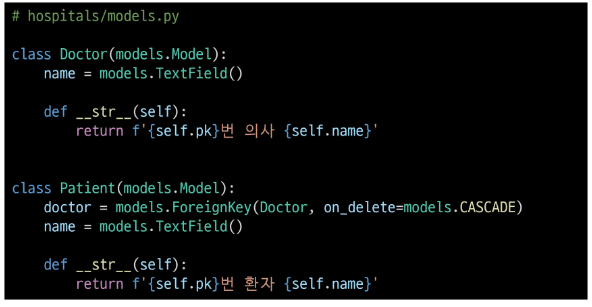 # hospitals/models.py
class Doctor(models.Model):
    name = models.TextField()
    def __str__(self):
        return f'{self.pk}번 의사 {self.name}'
class Patient(models.Model):
    doctor = models.ForeignKey(Doctor, on_delete=models.CASCADE)
    name = models.TextField()
    def __str__(self):
        return f'{self.pk}번 환자 {self.name}'